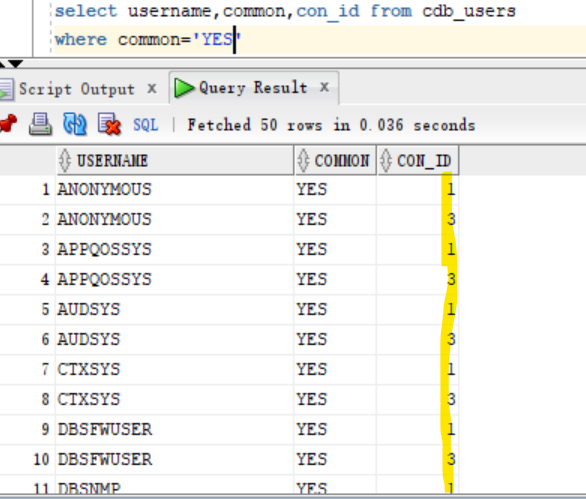 select username,common,con_id from cdb_users
where common='YES'
Script Output x Query Result x
SQL | Fetched 50 rows in 0.036 seconds
USERNAME COMMON CON_ID
1 ANONYMOUS YES 1
2 ANONYMOUS YES 3
3 APPQOSSYS YES 1
4 APPQOSSYS YES 3
5 AUDSYS YES 1
6 AUDSYS YES 3
7 CTXSYS YES 1
8 CTXSYS YES 3
9 DBSFWUSER YES 1
10 DBSFWUSER YES 3
11 DBSNMP YES 1